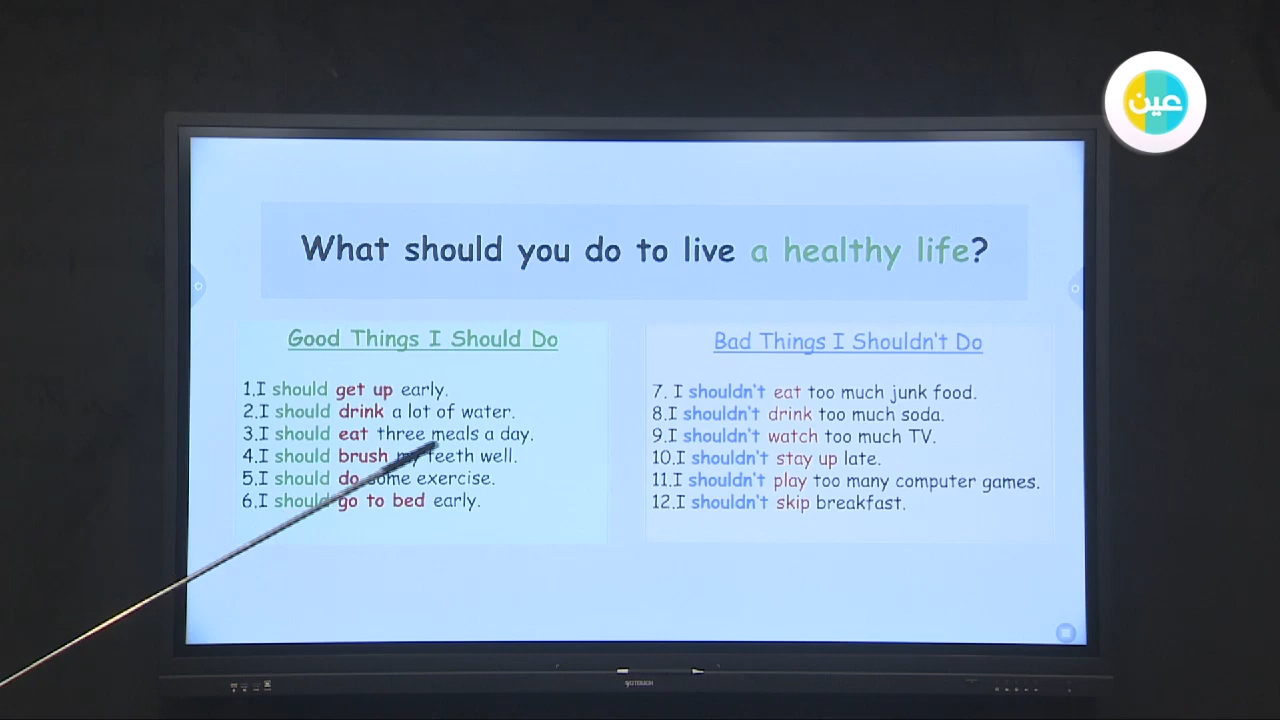 عين
What should you do to live a healthy life?
Good Things I Should Do
1.I should get up early.
2.I should drink a lot of water.
3.I should eat three meals a day.
4.I should brush my teeth well.
5.I should do some exercise.
6.I should go to bed early.
Bad Things I Shouldn't Do
7. I shouldn't eat too much junk food.
8.I shouldn't drink too much soda.
9.I shouldn't watch too much TV.
10.I shouldn't stay up late.
11.I shouldn't play too many computer games.
12.I shouldn't skip breakfast.